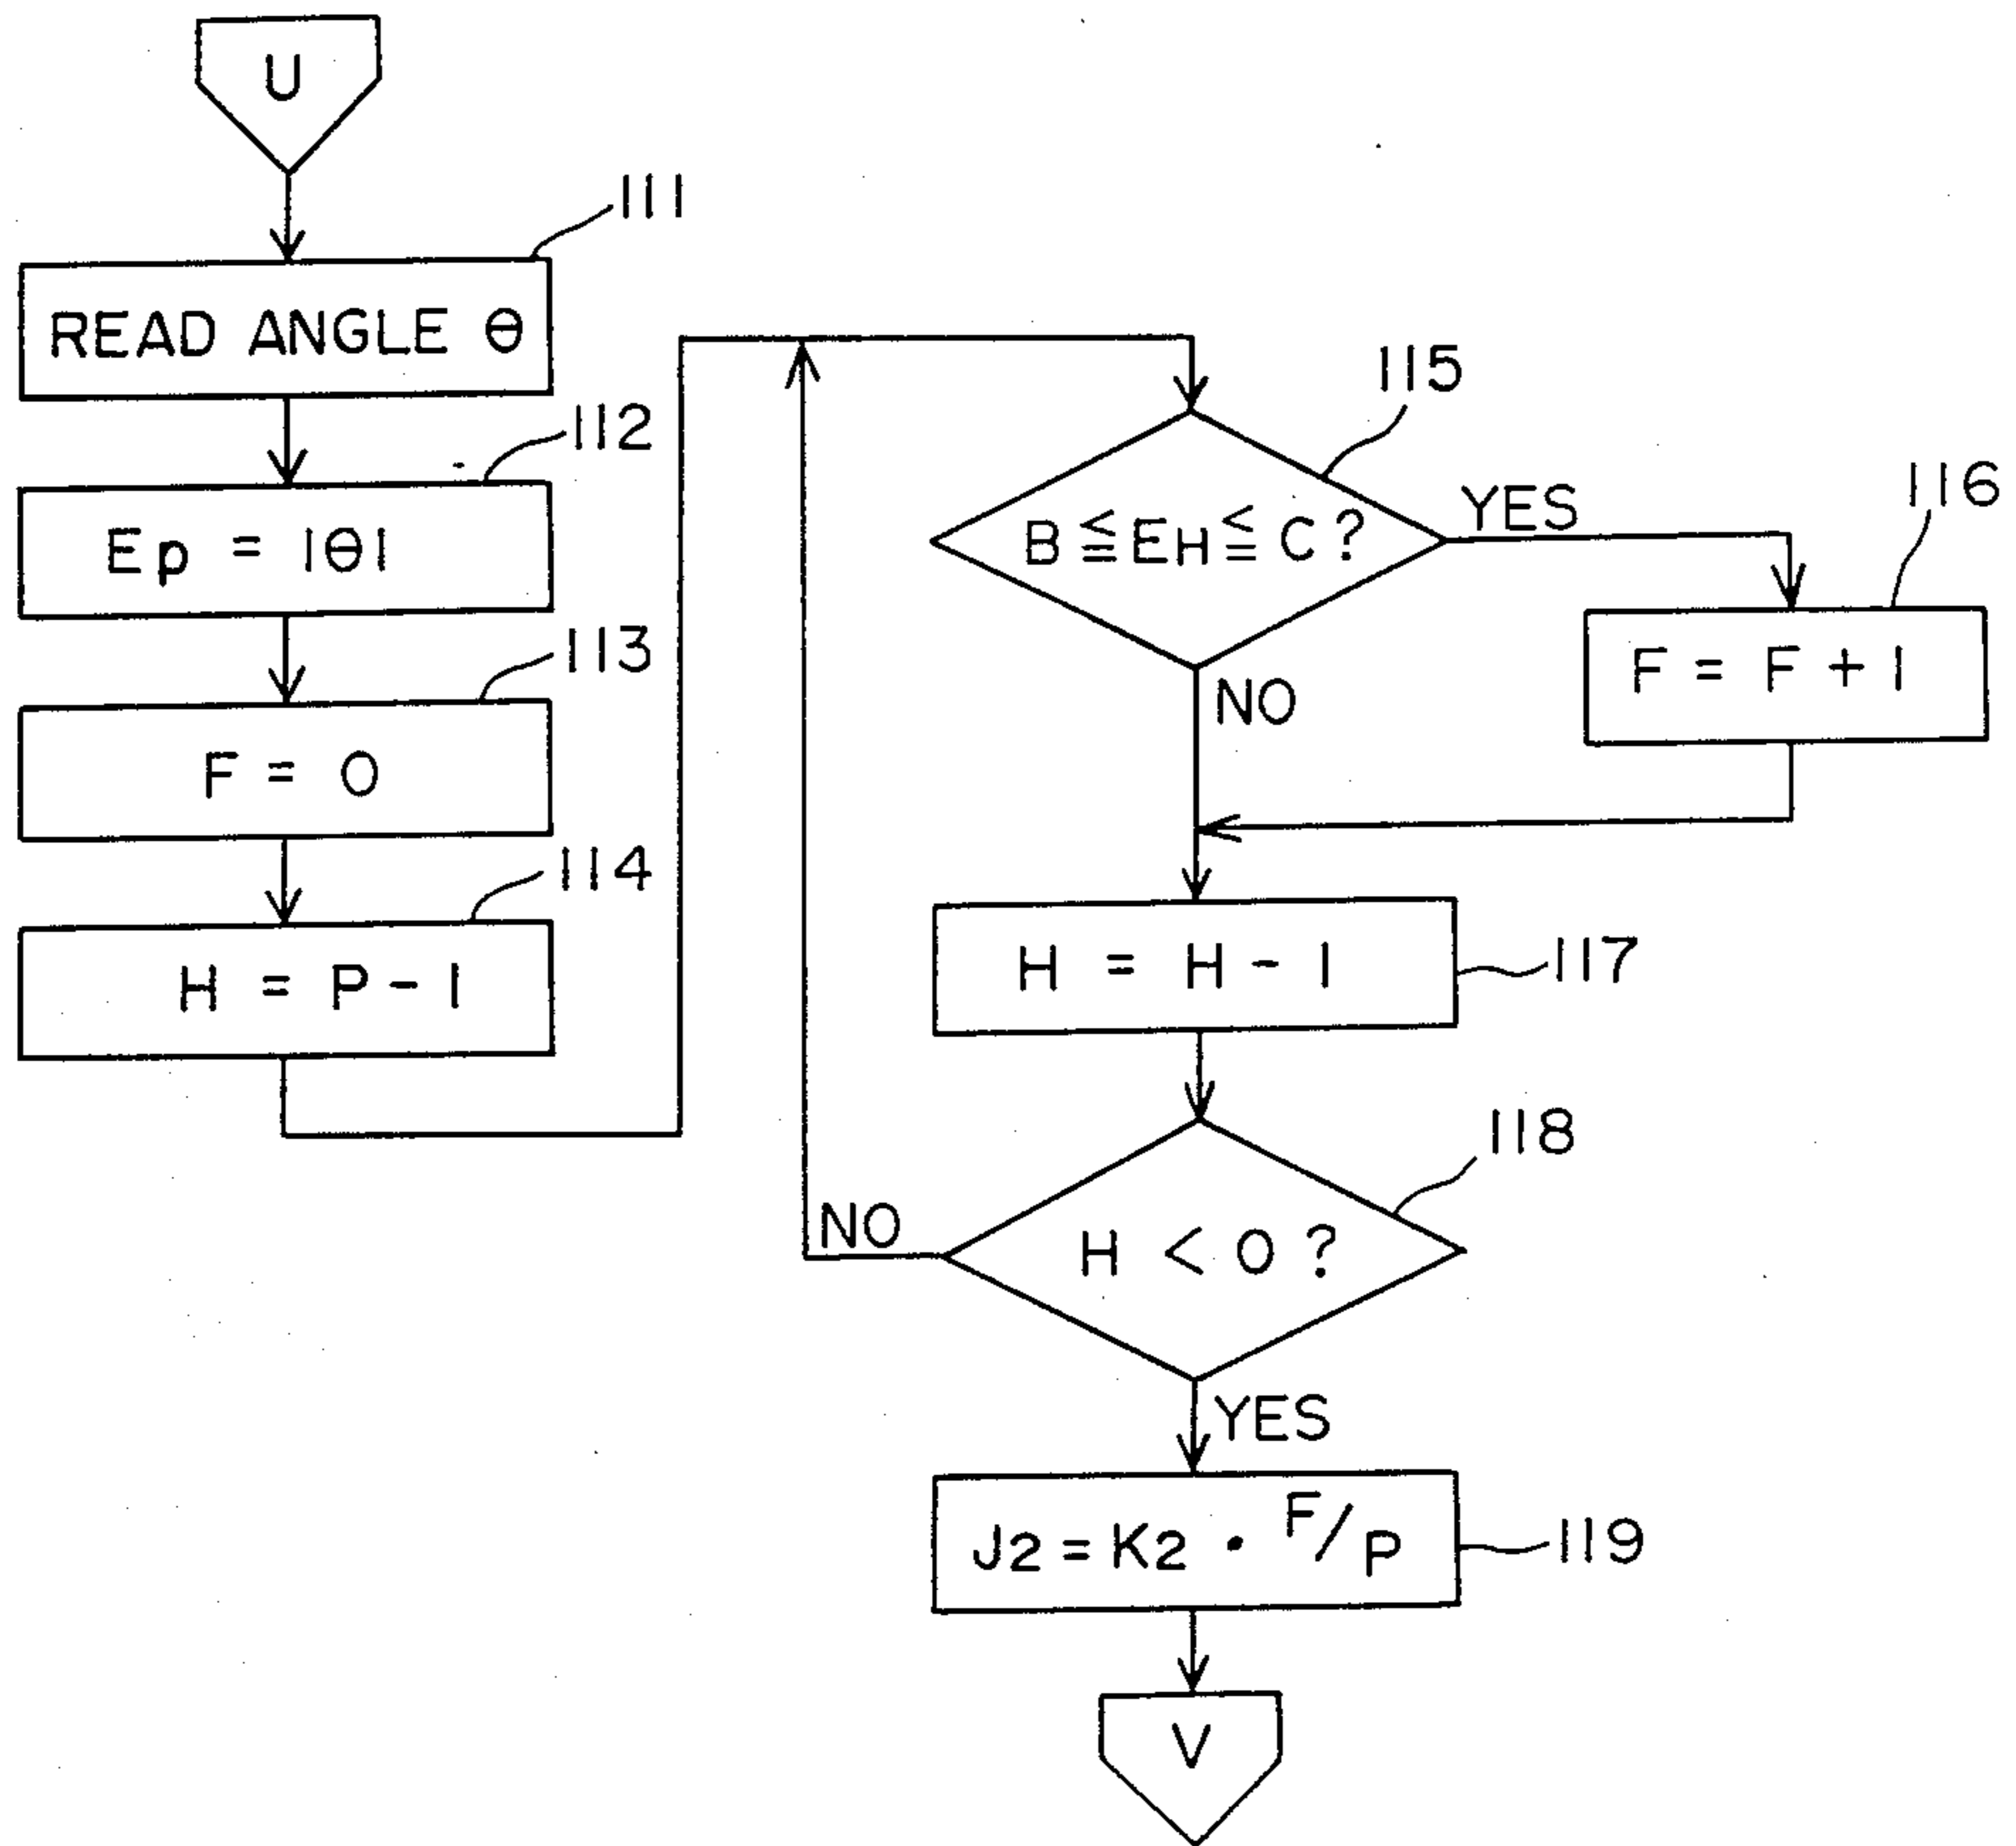 U
111
READ ANGLE θ
112
Ep = |θ|
113
F = 0
114
H = P - 1
115
B ≦ EH ≦ C ?
YES
116
F = F + 1
NO
H = H - 1
117
118
H < 0 ?
NO
YES
J2 = K2 · F/P
119
V